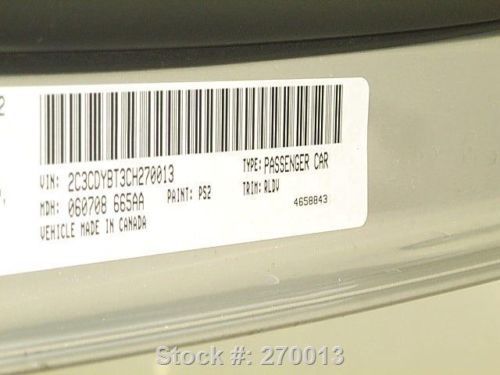 2
VIN: 2C3CDYBT3CH270013 TYPE: PASSENGER CAR
MDH: 060708 665AA PAINT: PS2 TRIM: RLDV
VEHICLE MADE IN CANADA 4658843
Stock #: 270013